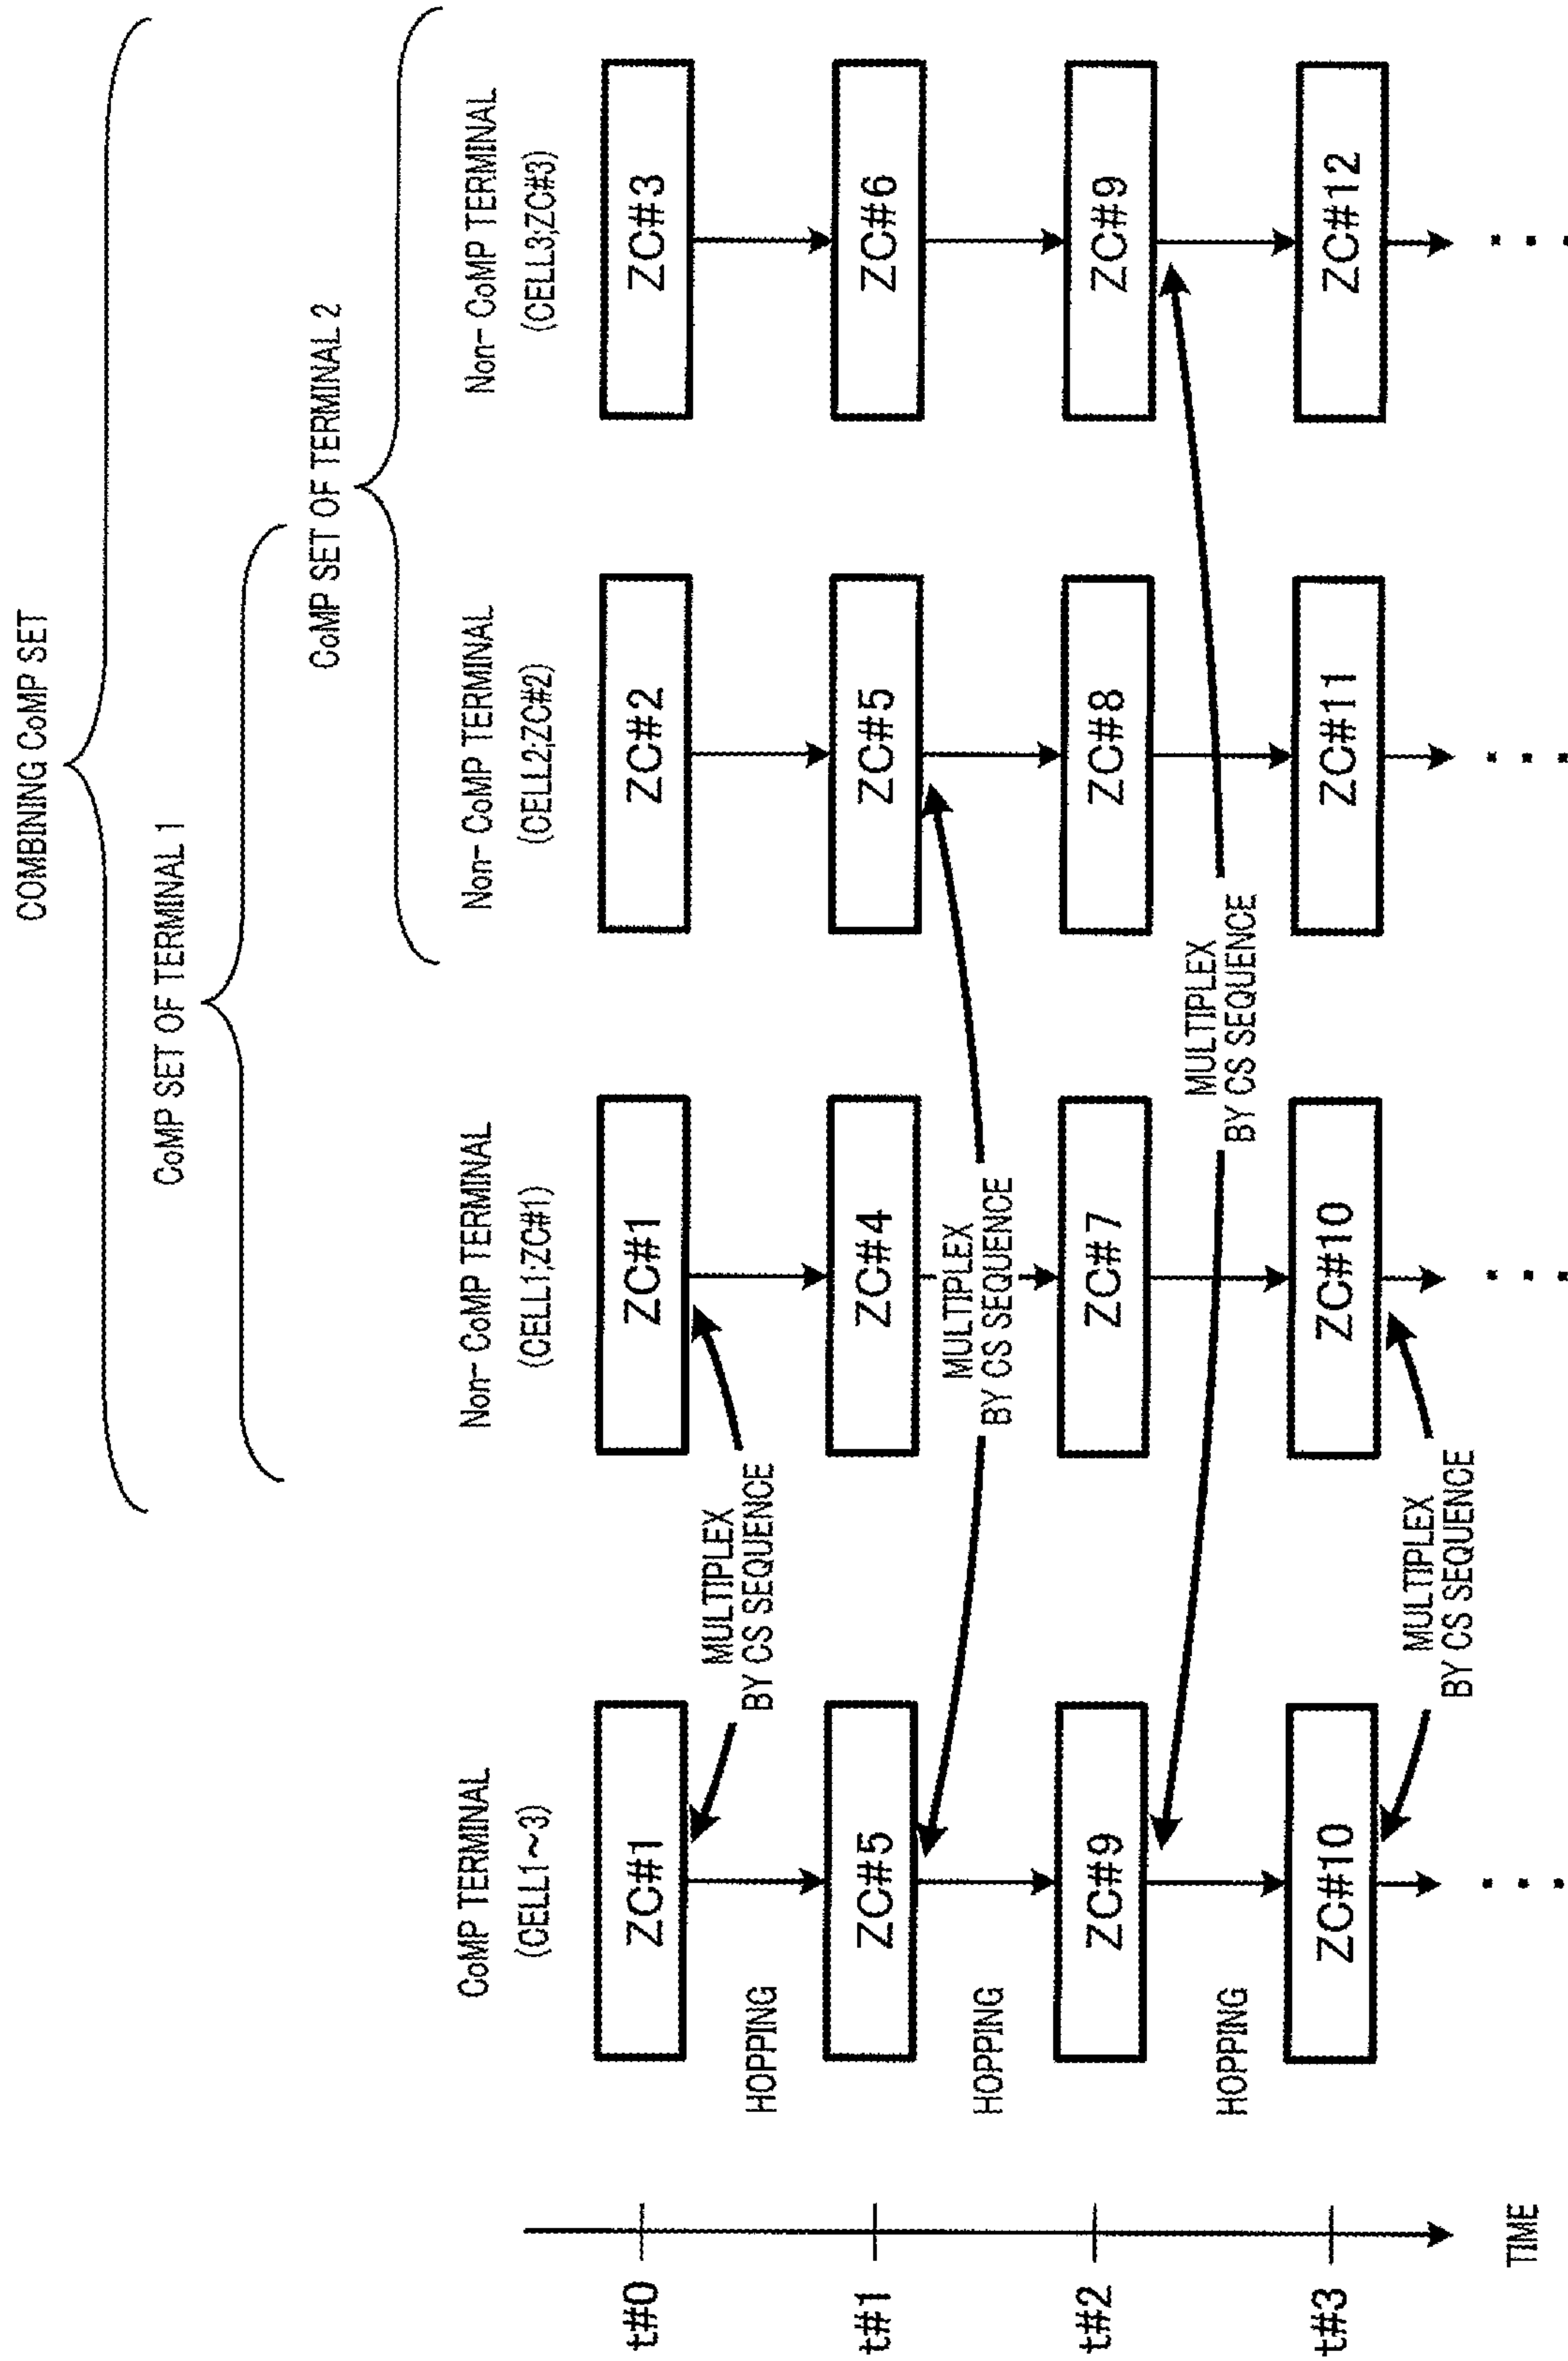 COMBINING CoMP SET
CoMP SET OF TERMINAL 1
CoMP SET OF TERMINAL 2
CoMP TERMINAL
(CELL1~3)
Non- CoMP TERMINAL
(CELL1;ZC#1)
Non- CoMP TERMINAL
(CELL2;ZC#2)
Non- CoMP TERMINAL
(CELL3;ZC#3)
t#0
ZC#1
ZC#1
ZC#2
ZC#3
HOPPING
MULTIPLEX
BY CS SEQUENCE
t#1
ZC#5
ZC#4
ZC#5
ZC#6
HOPPING
MULTIPLEX
BY CS SEQUENCE
t#2
ZC#9
ZC#7
ZC#8
ZC#9
HOPPING
MULTIPLEX
BY CS SEQUENCE
t#3
ZC#10
ZC#10
ZC#11
ZC#12
MULTIPLEX
BY CS SEQUENCE
TIME